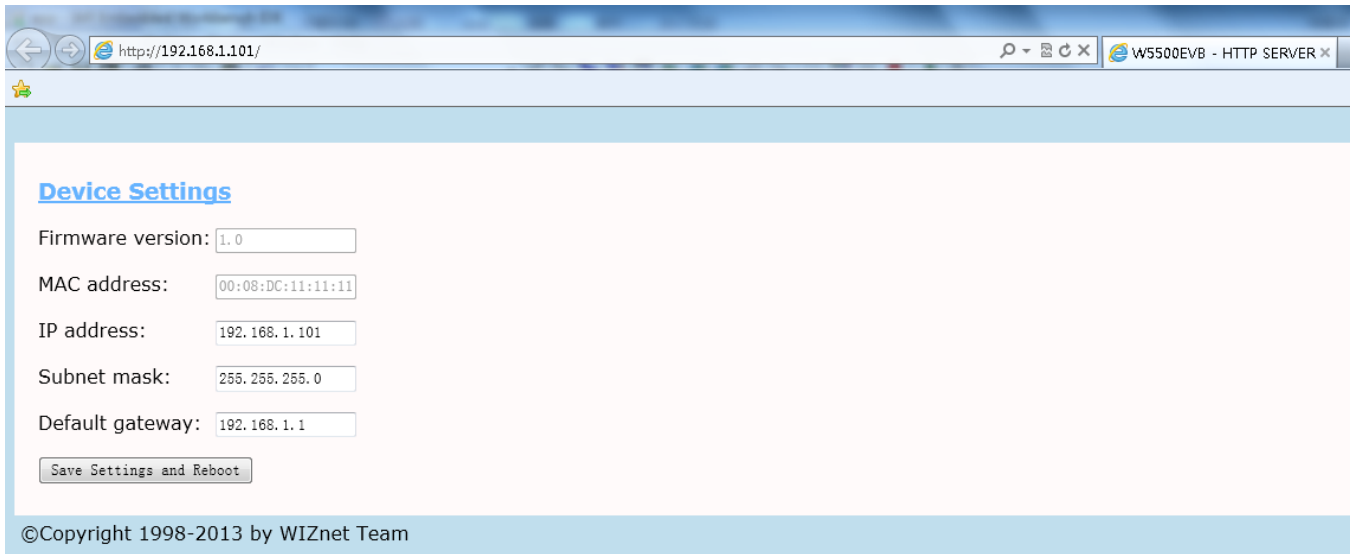 http://192.168.1.101/
W5500EVB - HTTP SERVER
Device Settings
Firmware version: 1.0
MAC address: 00:08:DC:11:11:11
IP address: 192.168.1.101
Subnet mask: 255.255.255.0
Default gateway: 192.168.1.1
Save Settings and Reboot
©Copyright 1998-2013 by WIZnet Team